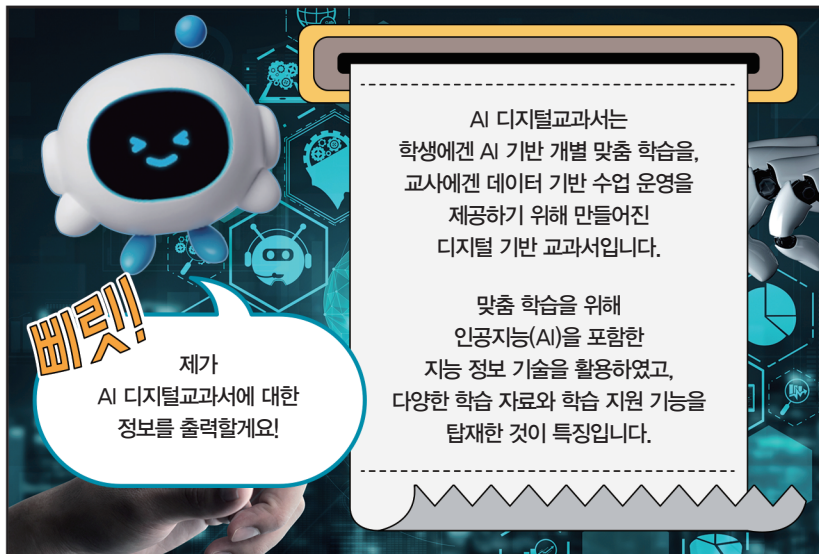 삐릿!
제가
AI 디지털교과서에 대한
정보를 출력할게요!
AI 디지털교과서는
학생에겐 AI 기반 개별 맞춤 학습을,
교사에겐 데이터 기반 수업 운영을
제공하기 위해 만들어진
디지털 기반 교과서입니다.
맞춤 학습을 위해
인공지능(AI)을 포함한
지능 정보 기술을 활용하였고,
다양한 학습 자료와 학습 지원 기능을
탑재한 것이 특징입니다.